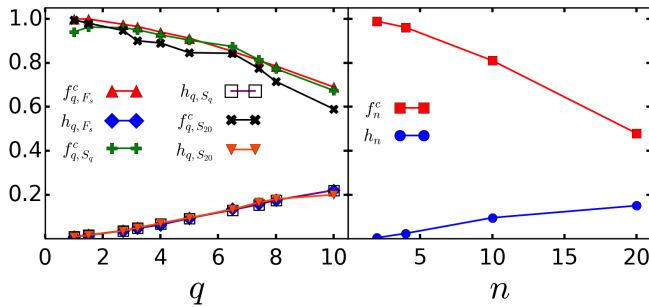 1.0
0.8
0.6
0.4
0.2
f^c_{q, F_s}
h_{q, F_s}
f^c_{q, S_q}
h_{q, S_q}
f^c_{q, S_{20}}
h_{q, S_{20}}
0 2 4 6 8 10
q
f^c_n
h_n
5 10 15 20
n